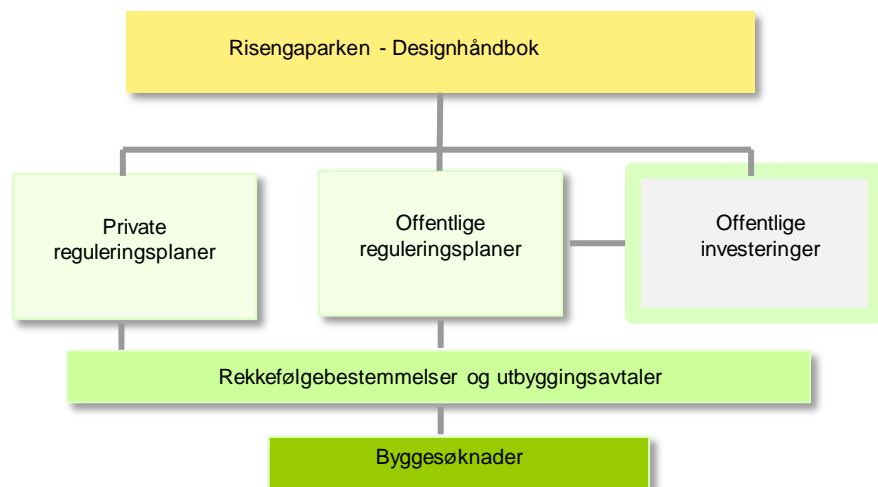 Risengaparken - Designhåndbok
Private
reguleringsplaner
Offentlige
reguleringsplaner
Offentlige
investeringer
Rekkefølgebestemmelser og utbyggingsavtaler
Byggesøknader